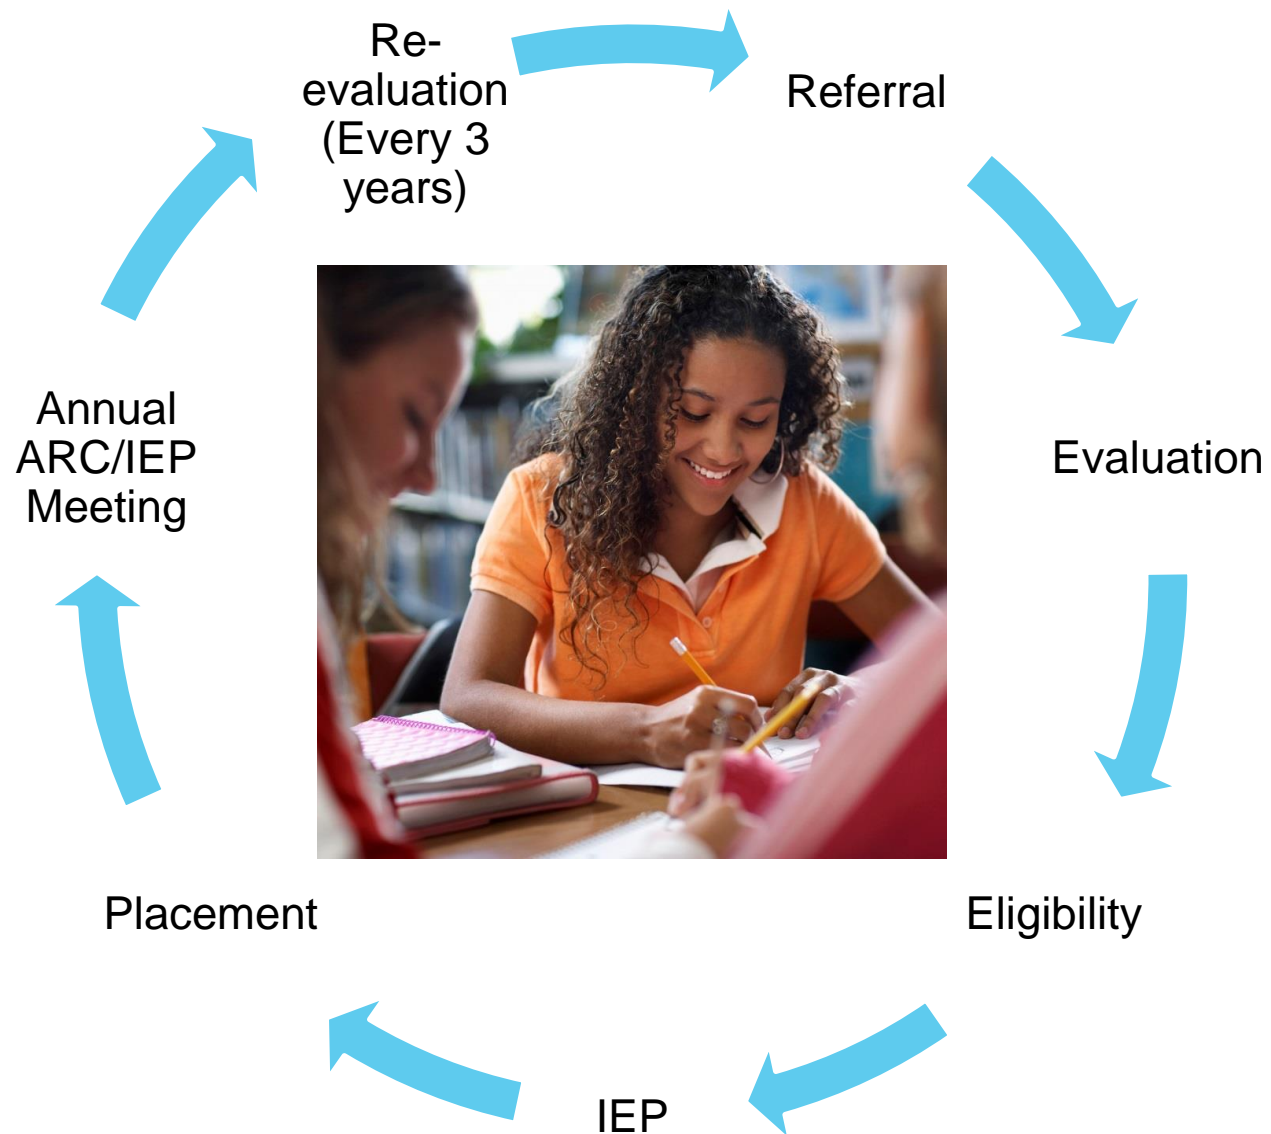 Re-
evaluation
(Every 3
years)
Referral
Evaluation
Eligibility
IEP
Placement
Annual
ARC/IEP
Meeting